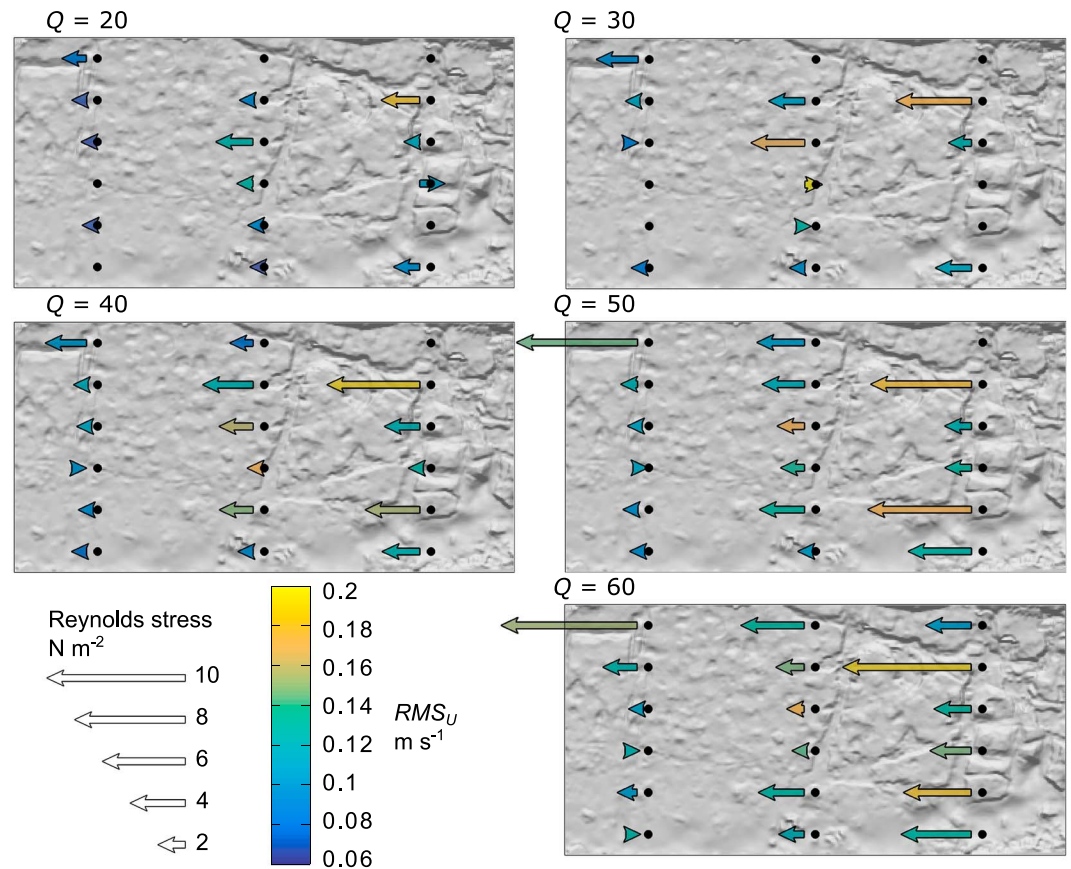 Q = 20
Q = 30
Q = 40
Q = 50
Q = 60
Reynolds stress
N m-2
10
8
6
4
2
0.2
0.18
0.16
0.14
0.12
0.1
0.08
0.06
RMSU
m s-1